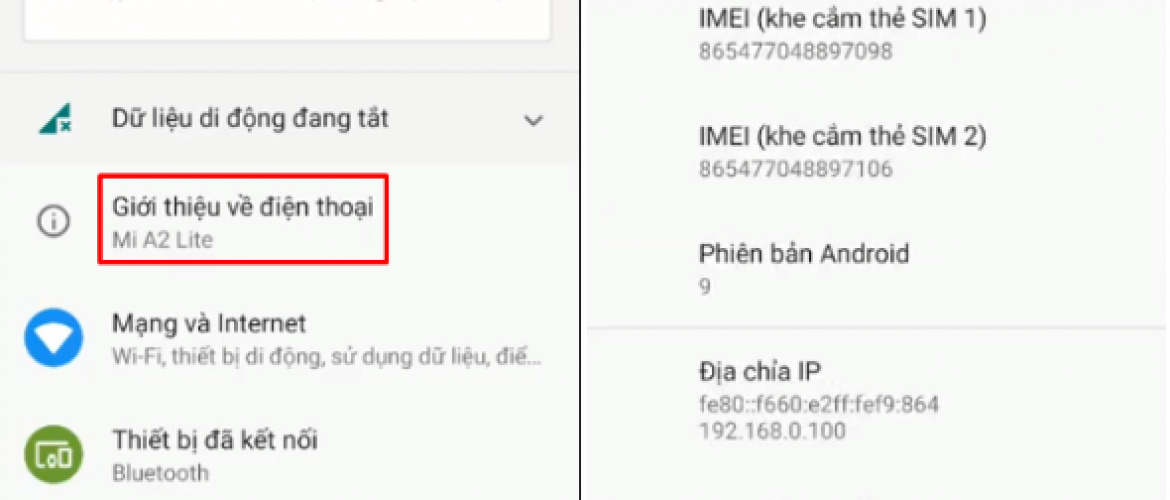 Dữ liệu di động đang tắt
Giới thiệu về điện thoại
Mi A2 Lite
Mạng và Internet
Wi-Fi, thiết bị di động, sử dụng dữ liệu, điể...
Thiết bị đã kết nối
Bluetooth
IMEI (khe cắm thẻ SIM 1)
865477048897098
IMEI (khe cắm thẻ SIM 2)
865477048897106
Phiên bản Android
9
Địa chỉa IP
fe80::f660:e2ff:fef9:864
192.168.0.100